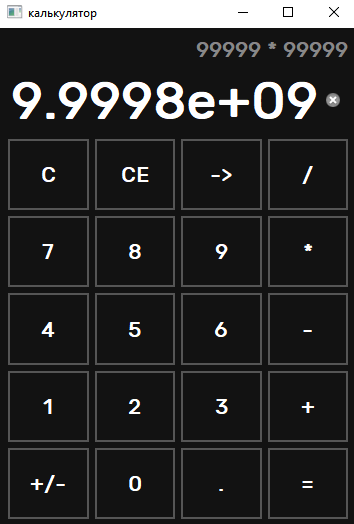 калькулятор
99999 * 99999
9.9998e+09
C CE -> /
7 8 9 *
4 5 6 -
1 2 3 +
+/- 0 . =